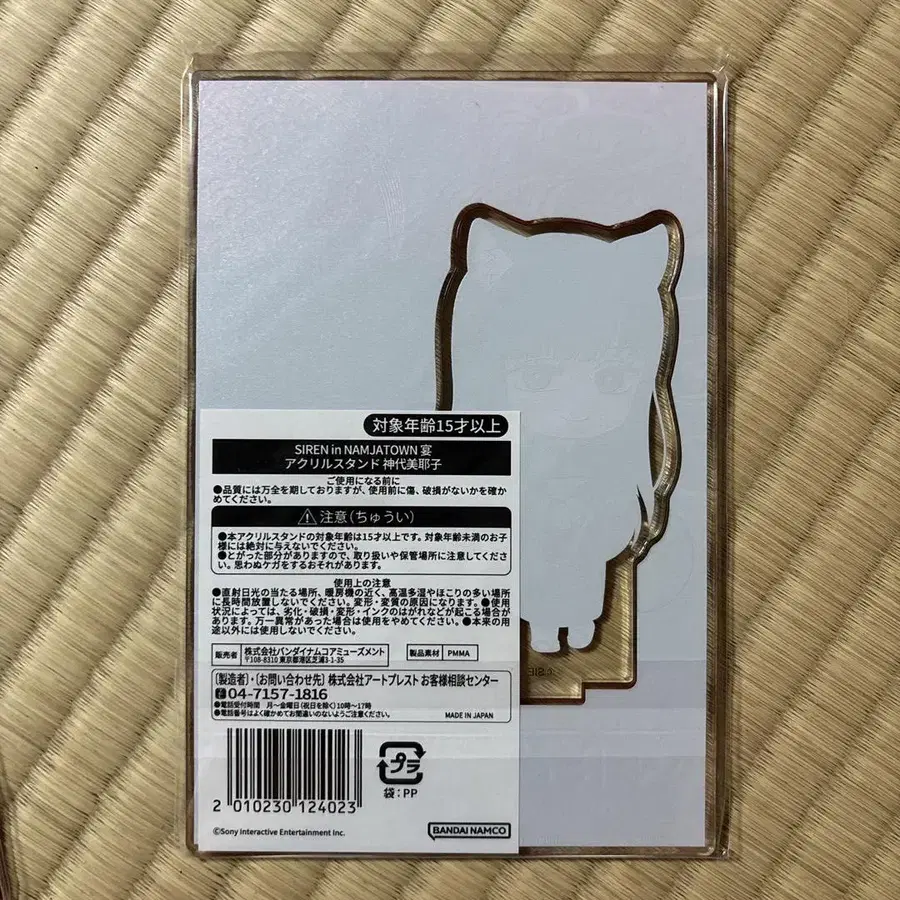 対象年齢15才以上
SIREN in NAMJATOWN 宴
アクリルスタンド 神代美耶子
ご使用になる前に
●品質には万全を期しておりますが、使用前に傷、破損がないかを確か
めてください。
⚠注意(ちゅうい)
●本アクリルスタンドの対象年齢は15才以上です。対象年齢未満のお子
様には絶対に与えないでください。
●とがった部分がありますので、取り扱いや保管場所に注意してくださ
い。思わぬケガをするおそれがあります。
使用上の注意
●直射日光の当たる場所、暖房機の近く、高温多湿やほこりの多い場所
に長時間放置しないでください。変形・変質の原因になります。●使用
状況によっては、劣化・破損・変形・インクのはがれなどが起こる場合が
あります。万一異常があった場合は使用をやめてください。●本来の用
途以外には使用しないでください。
販売者 株式会社バンダイナムコアミューズメント
〒108-8310 東京都港区芝浦3-1-35
製品素材 PMMA
〔製造者〕・〔お問い合わせ先〕 株式会社アートプレスト お客様相談センター
04-7157-1816
●電話受付時間 月~金曜日(祝日を除く)10時~17時
●電話番号はよく確かめてお間違いのないようご注意ください。
MADE IN JAPAN
2 010230 124023
プラ
袋:PP
©Sony Interactive Entertainment Inc.
BANDAI NAMCO